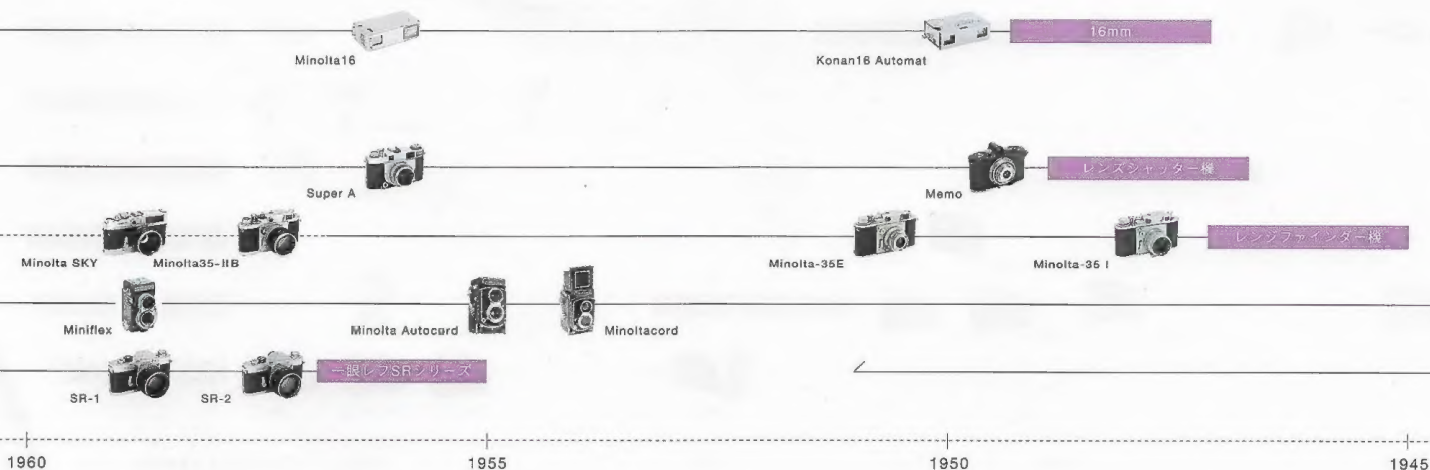 16mm
Minolta16
Konan16 Automat
Super A
Memo
レンズシャッター機
Minolta SKY
Minolta35-IIB
Minolta-35E
Minolta-35 I
レンジファインダー機
Miniflex
Minolta Autocord
Minoltacord
SR-1
SR-2
一眼レフSRシリーズ
1960
1955
1950
1945